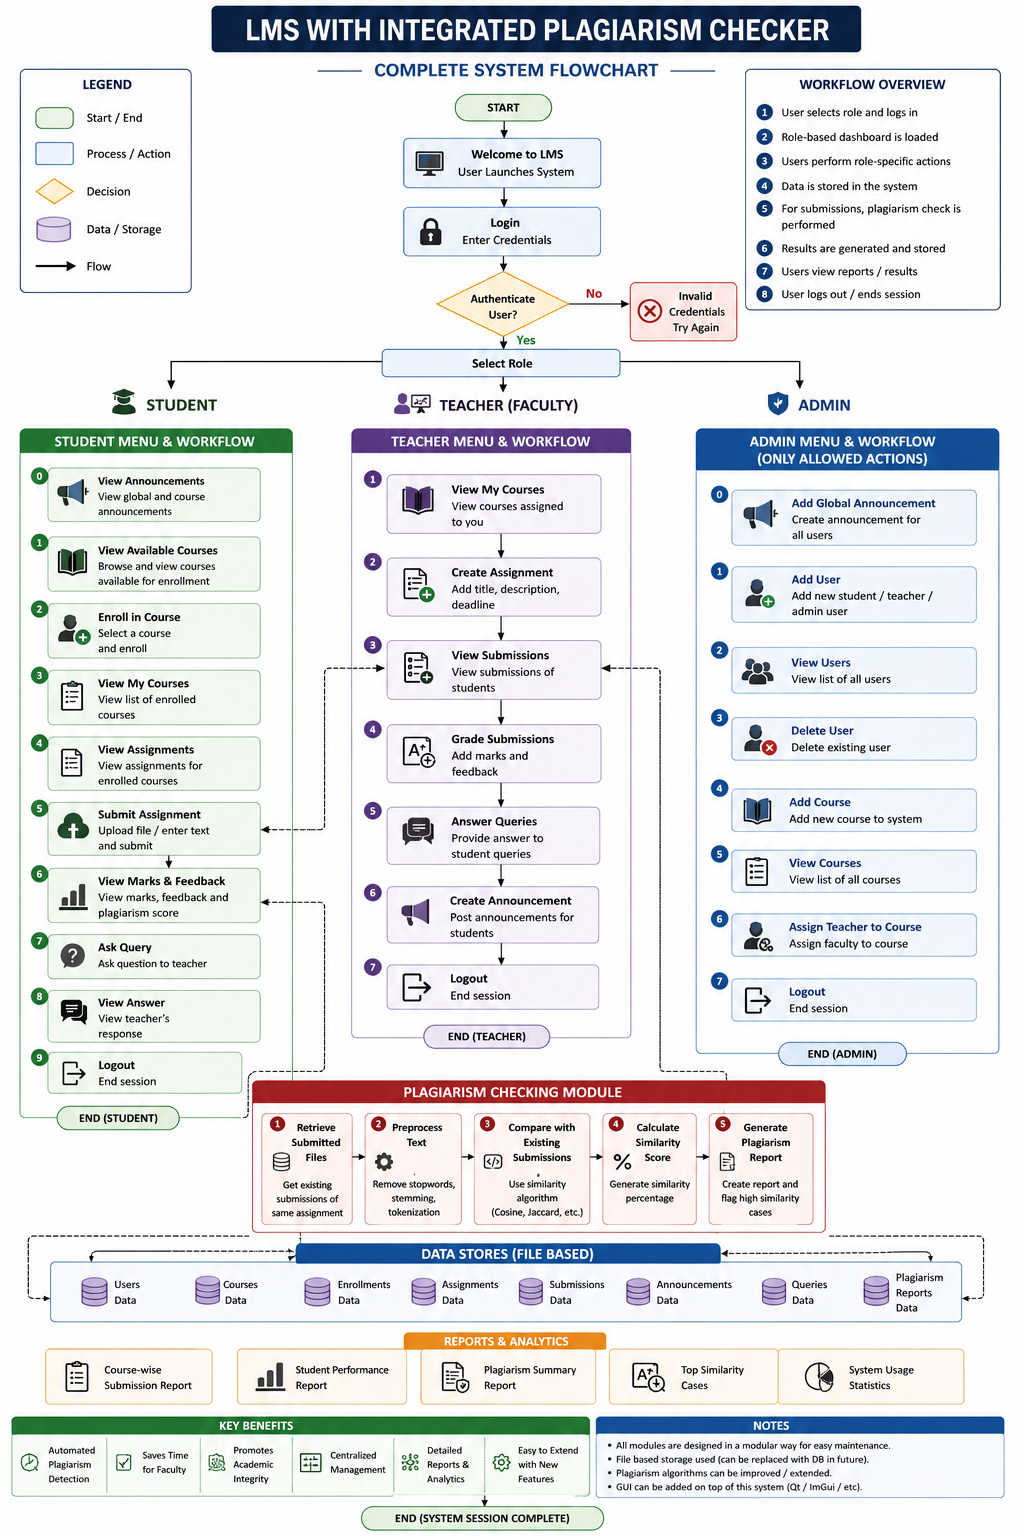 LMS WITH INTEGRATED PLAGIARISM CHECKER
COMPLETE SYSTEM FLOWCHART
LEGEND
Start / End
Process / Action
Decision
Data / Storage
Flow
START
Welcome to LMS
User Launches System
Login
Enter Credentials
Authenticate
User?
No
Invalid
Credentials
Try Again
Yes
Select Role
WORKFLOW OVERVIEW
1 User selects role and logs in
2 Role-based dashboard is loaded
3 Users perform role-specific actions
4 Data is stored in the system
5 For submissions, plagiarism check is
performed
6 Results are generated and stored
7 Users view reports / results
8 User logs out / ends session
STUDENT
STUDENT MENU & WORKFLOW
0
View Announcements
View global and course
announcements
1
View Available Courses
Browse and view courses
available for enrollment
2
Enroll in Course
Select a course
and enroll
3
View My Courses
View list of enrolled
courses
4
View Assignments
View assignments for
enrolled courses
5
Submit Assignment
Upload file / enter text
and submit
6
View Marks & Feedback
View marks, feedback and
plagiarism score
7
Ask Query
Ask question to teacher
8
View Answer
View teacher's
response
9
Logout
End session
END (STUDENT)
TEACHER (FACULTY)
TEACHER MENU & WORKFLOW
1
View My Courses
View courses assigned
to you
2
Create Assignment
Add title, description,
deadline
3
View Submissions
View submissions of
students
4
A+
Grade Submissions
Add marks and
feedback
5
Answer Queries
Provide answer to
student queries
6
Create Announcement
Post announcements for
students
7
Logout
End session
END (TEACHER)
ADMIN
ADMIN MENU & WORKFLOW
(ONLY ALLOWED ACTIONS)
0
Add Global Announcement
Create announcement for
all users
1
Add User
Add new student / teacher /
admin user
2
View Users
View list of all users
3
Delete User
Delete existing user
4
Add Course
Add new course to system
5
View Courses
View list of all courses
6
Assign Teacher to Course
Assign faculty to course
7
Logout
End session
END (ADMIN)
PLAGIARISM CHECKING MODULE
1 Retrieve
Submitted
Files
Get existing
submissions of
same assignment
2 Preprocess
Text
Remove stopwords,
stemming,
tokenization
3 Compare with
Existing
Submissions
</>
Use similarity
algorithm
(Cosine, Jaccard, etc.)
4 Calculate
Similarity
Score
%
Generate similarity
percentage
5 Generate
Plagiarism
Report
Create report and
flag high similarity
cases
DATA STORES (FILE BASED)
Users
Data
Courses
Data
Enrollments
Data
Assignments
Data
Submissions
Data
Announcements
Data
Queries
Data
Plagiarism
Reports
Data
REPORTS & ANALYTICS
Course-wise
Submission Report
Student Performance
Report
Plagiarism Summary
Report
A+
Top Similarity
Cases
System Usage
Statistics
KEY BENEFITS
Automated
Plagiarism
Detection
Saves Time
for Faculty
Promotes
Academic
Integrity
Centralized
Management
Detailed
Reports &
Analytics
Easy to Extend
with New
Features
NOTES
• All modules are designed in a modular way for easy maintenance.
• File based storage used (can be replaced with DB in future).
• Plagiarism algorithms can be improved / extended.
• GUI can be added on top of this system (Qt / ImGui / etc).
END (SYSTEM SESSION COMPLETE)